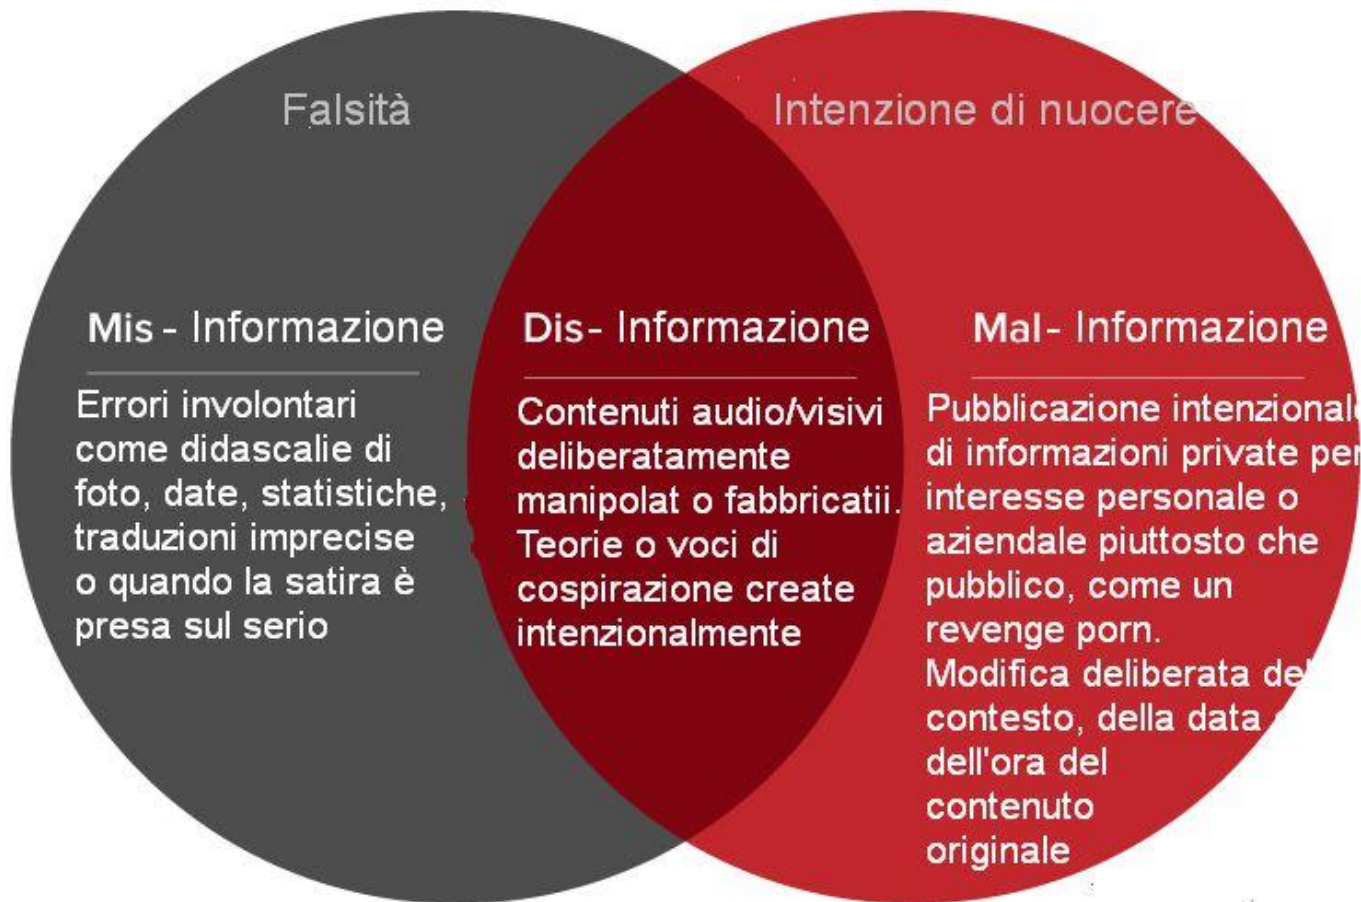 Falsità
Intenzione di nuocere
Mis - Informazione
Errori involontari
come didascalie di
foto, date, statistiche,
traduzioni imprecise
o quando la satira è
presa sul serio
Dis - Informazione
Contenuti audio/visivi
deliberatamente
manipolat o fabbricatii.
Teorie o voci di
cospirazione create
intenzionalmente
Mal - Informazione
Pubblicazione intenzionale
di informazioni private per
interesse personale o
aziendale piuttosto che
pubblico, come un
revenge porn.
Modifica deliberata del
contesto, della data
dell'ora del
contenuto
originale